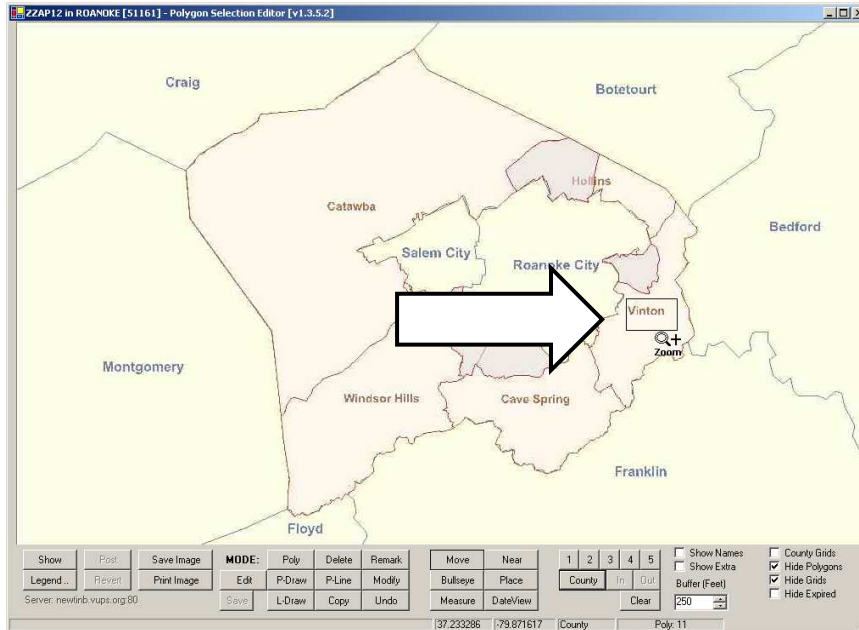 ZZAP12 in ROANOKE [51161] - Polygon Selection Editor [v1.3.5.2]
Craig
Botetourt
Hollins
Catawba
Bedford
Salem City
Roanoke City
Vinton
Zoom
Montgomery
Windsor Hills
Cave Spring
Franklin
Floyd
Show Post Save Image MODE: Poly Delete Remark Move Near 1 2 3 4 5 Show Names County Grids
Show Extra Hide Polygons
Legend .. Revert Print Image Edit P-Draw P-Line Modify Bullseye Place County In Out Buffer (Feet) Hide Grids
Server: newtinb.vups.org:80 Save L-Draw Copy Undo Measure DateView Clear 250 Hide Expired
37.233286 -79.871617 County Poly: 11